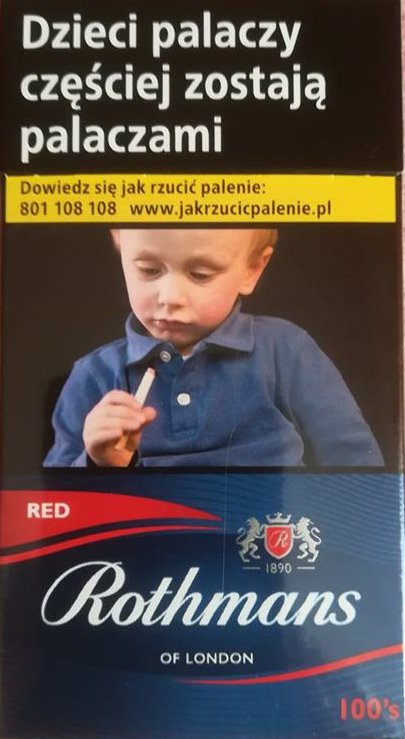 Dzieci palaczy
częściej zostają
palaczami
Dowiedz się jak rzucić palenie:
801 108 108 www.jakrzucicpalenie.pl
RED
R
1890
Rothmans
OF LONDON
100's